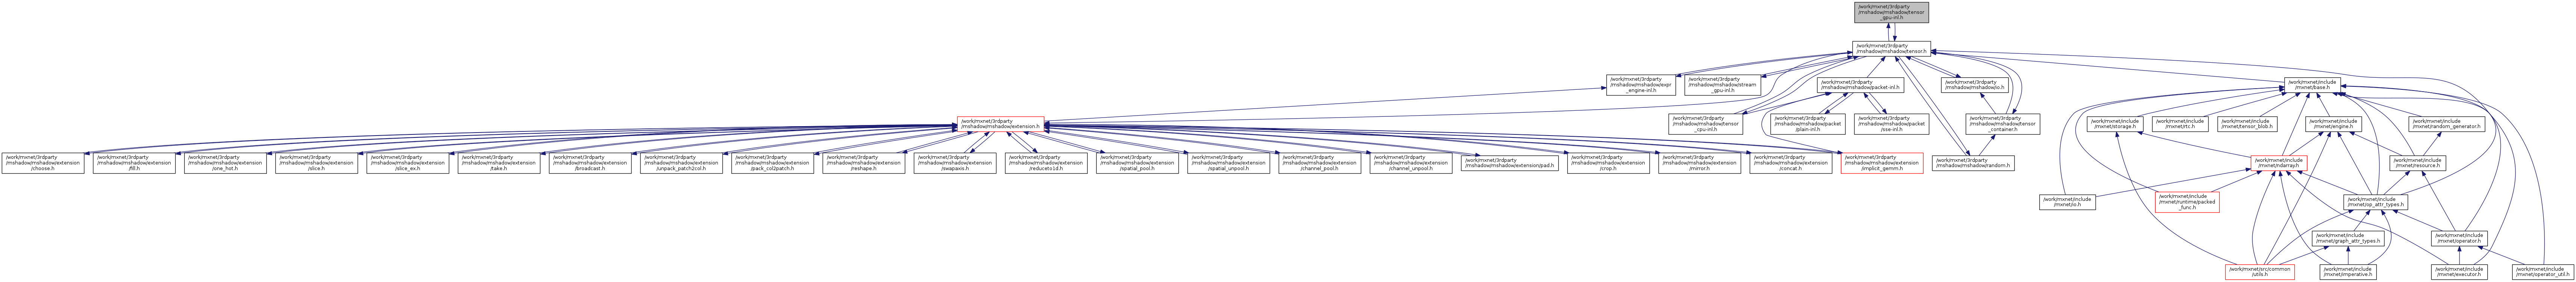 /work/mxnet/3rdparty
/mshadow/mshadow/tensor
_gpu-inl.h
/work/mxnet/3rdparty
/mshadow/mshadow/tensor.h
/work/mxnet/3rdparty
/mshadow/mshadow/expr
_engine-inl.h
/work/mxnet/3rdparty
/mshadow/mshadow/stream
_gpu-inl.h
/work/mxnet/3rdparty
/mshadow/mshadow/packet-inl.h
/work/mxnet/3rdparty
/mshadow/mshadow/io.h
/work/mxnet/include
/mxnet/base.h
/work/mxnet/3rdparty
/mshadow/mshadow/extension.h
/work/mxnet/3rdparty
/mshadow/mshadow/tensor
_cpu-inl.h
/work/mxnet/3rdparty
/mshadow/mshadow/packet
/plain-inl.h
/work/mxnet/3rdparty
/mshadow/mshadow/packet
/sse-inl.h
/work/mxnet/3rdparty
/mshadow/mshadow/tensor
_container.h
/work/mxnet/include
/mxnet/storage.h
/work/mxnet/include
/mxnet/rtc.h
/work/mxnet/include
/mxnet/tensor_blob.h
/work/mxnet/include
/mxnet/engine.h
/work/mxnet/include
/mxnet/random_generator.h
/work/mxnet/3rdparty
/mshadow/mshadow/extension
/choose.h
/work/mxnet/3rdparty
/mshadow/mshadow/extension
/fill.h
/work/mxnet/3rdparty
/mshadow/mshadow/extension
/one_hot.h
/work/mxnet/3rdparty
/mshadow/mshadow/extension
/slice.h
/work/mxnet/3rdparty
/mshadow/mshadow/extension
/slice_ex.h
/work/mxnet/3rdparty
/mshadow/mshadow/extension
/take.h
/work/mxnet/3rdparty
/mshadow/mshadow/extension
/broadcast.h
/work/mxnet/3rdparty
/mshadow/mshadow/extension
/unpack_patch2col.h
/work/mxnet/3rdparty
/mshadow/mshadow/extension
/pack_col2patch.h
/work/mxnet/3rdparty
/mshadow/mshadow/extension
/reshape.h
/work/mxnet/3rdparty
/mshadow/mshadow/extension
/swapaxis.h
/work/mxnet/3rdparty
/mshadow/mshadow/extension
/reduceto1d.h
/work/mxnet/3rdparty
/mshadow/mshadow/extension
/spatial_pool.h
/work/mxnet/3rdparty
/mshadow/mshadow/extension
/spatial_unpool.h
/work/mxnet/3rdparty
/mshadow/mshadow/extension
/channel_pool.h
/work/mxnet/3rdparty
/mshadow/mshadow/extension
/channel_unpool.h
/work/mxnet/3rdparty
/mshadow/mshadow/extension/pad.h
/work/mxnet/3rdparty
/mshadow/mshadow/extension
/crop.h
/work/mxnet/3rdparty
/mshadow/mshadow/extension
/mirror.h
/work/mxnet/3rdparty
/mshadow/mshadow/extension
/concat.h
/work/mxnet/3rdparty
/mshadow/mshadow/extension
/implicit_gemm.h
/work/mxnet/3rdparty
/mshadow/mshadow/random.h
/work/mxnet/include
/mxnet/ndarray.h
/work/mxnet/include
/mxnet/resource.h
/work/mxnet/include
/mxnet/io.h
/work/mxnet/include
/mxnet/runtime/packed
_func.h
/work/mxnet/include
/mxnet/op_attr_types.h
/work/mxnet/include
/mxnet/graph_attr_types.h
/work/mxnet/include
/mxnet/operator.h
/work/mxnet/src/common
/utils.h
/work/mxnet/include
/mxnet/imperative.h
/work/mxnet/include
/mxnet/executor.h
/work/mxnet/include
/mxnet/operator_util.h